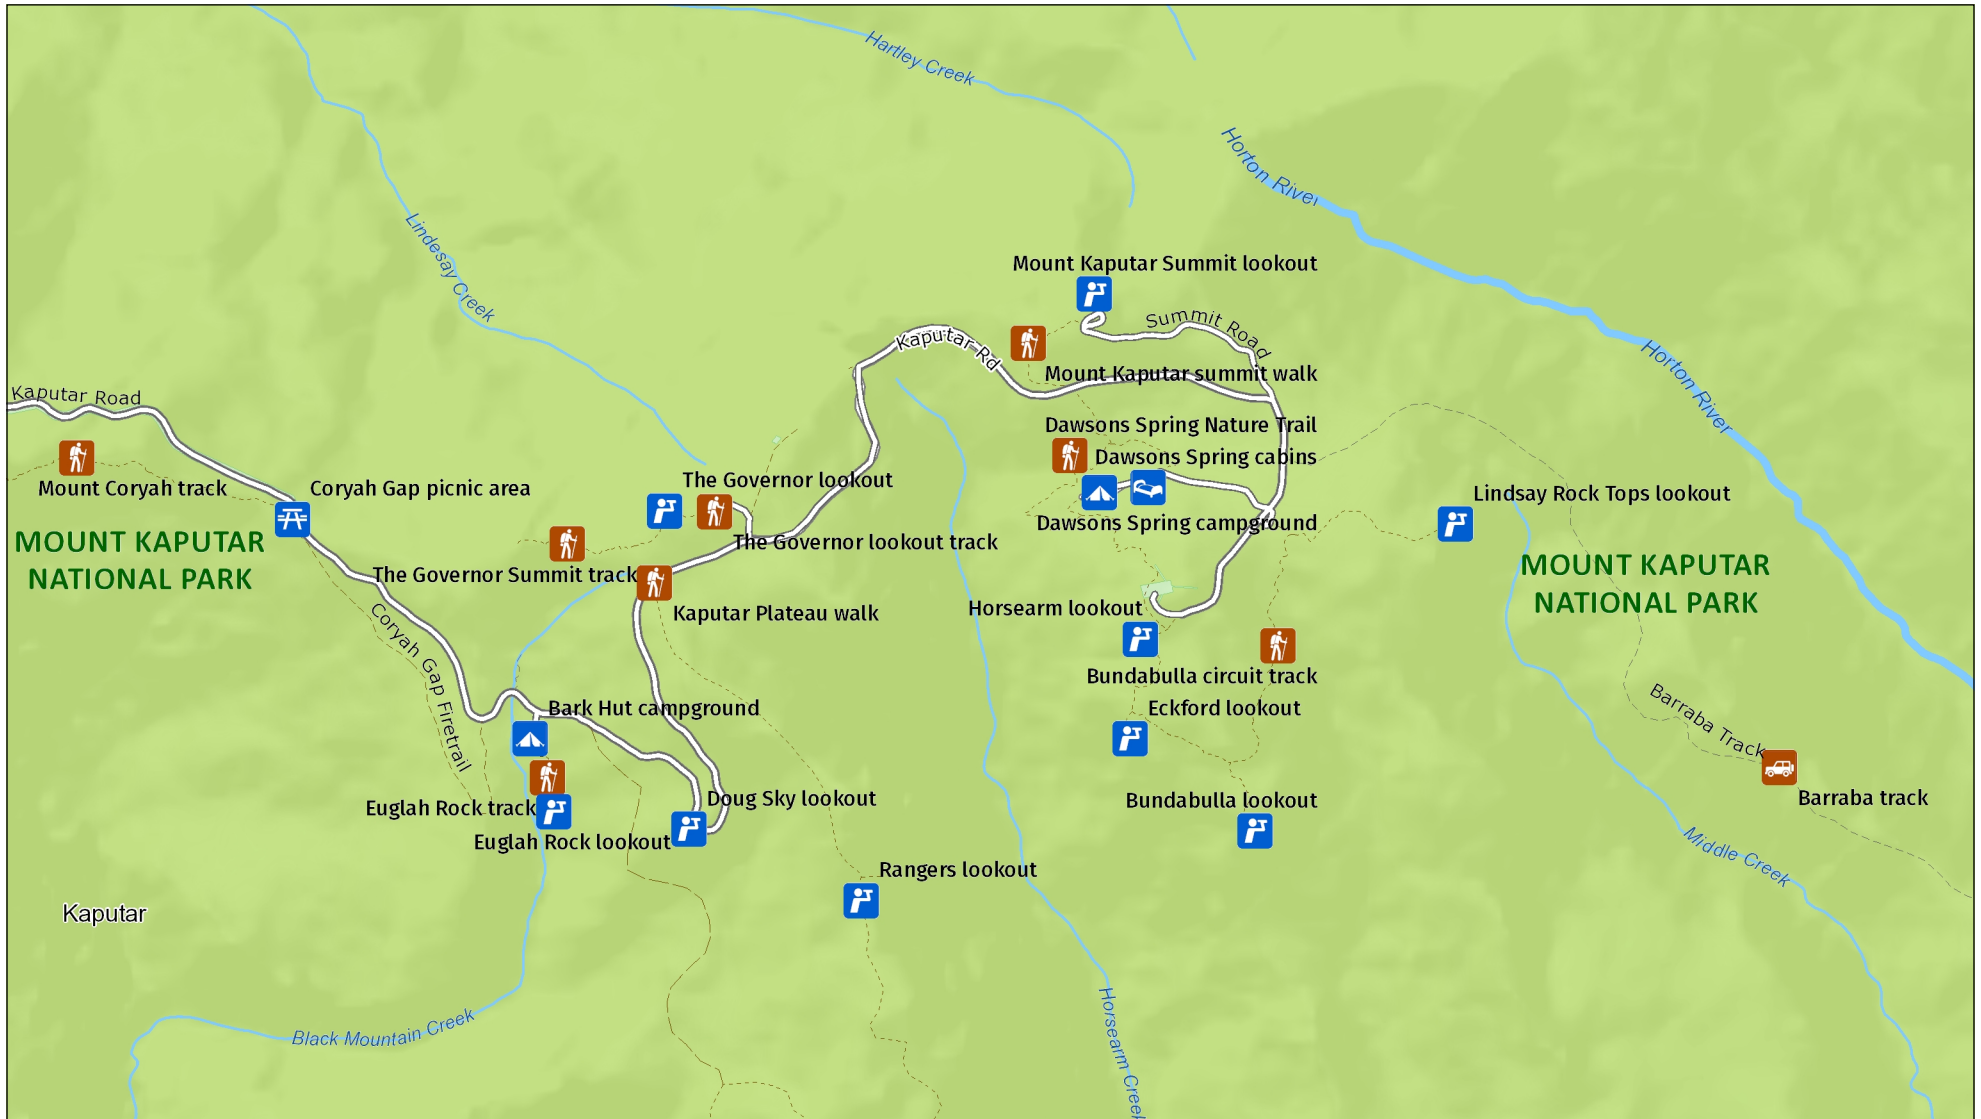 Hartley Creek
Horton River
Lindesay Creek
Mount Kaputar Summit lookout
Summit Road
Kaputar Rd
Horton River
Mount Kaputar summit walk
Kaputar Road
Dawsons Spring Nature Trail
Dawsons Spring cabins
The Governor lookout
Mount Coryah track
Coryah Gap picnic area
Lindsay Rock Tops lookout
Dawsons Spring campground
The Governor lookout track
MOUNT KAPUTAR
NATIONAL PARK
The Governor Summit track
MOUNT KAPUTAR
NATIONAL PARK
Horsearm lookout
Kaputar Plateau walk
Coryah Gap Firetrail
Bundabulla circuit track
Bark Hut campground
Eckford lookout
Barraba Track
Barraba track
Doug Sky lookout
Bundabulla lookout
Euglah Rock track
Euglah Rock lookout
Middle Creek
Rangers lookout
Kaputar
Black Mountain Creek
Horsearm Creek